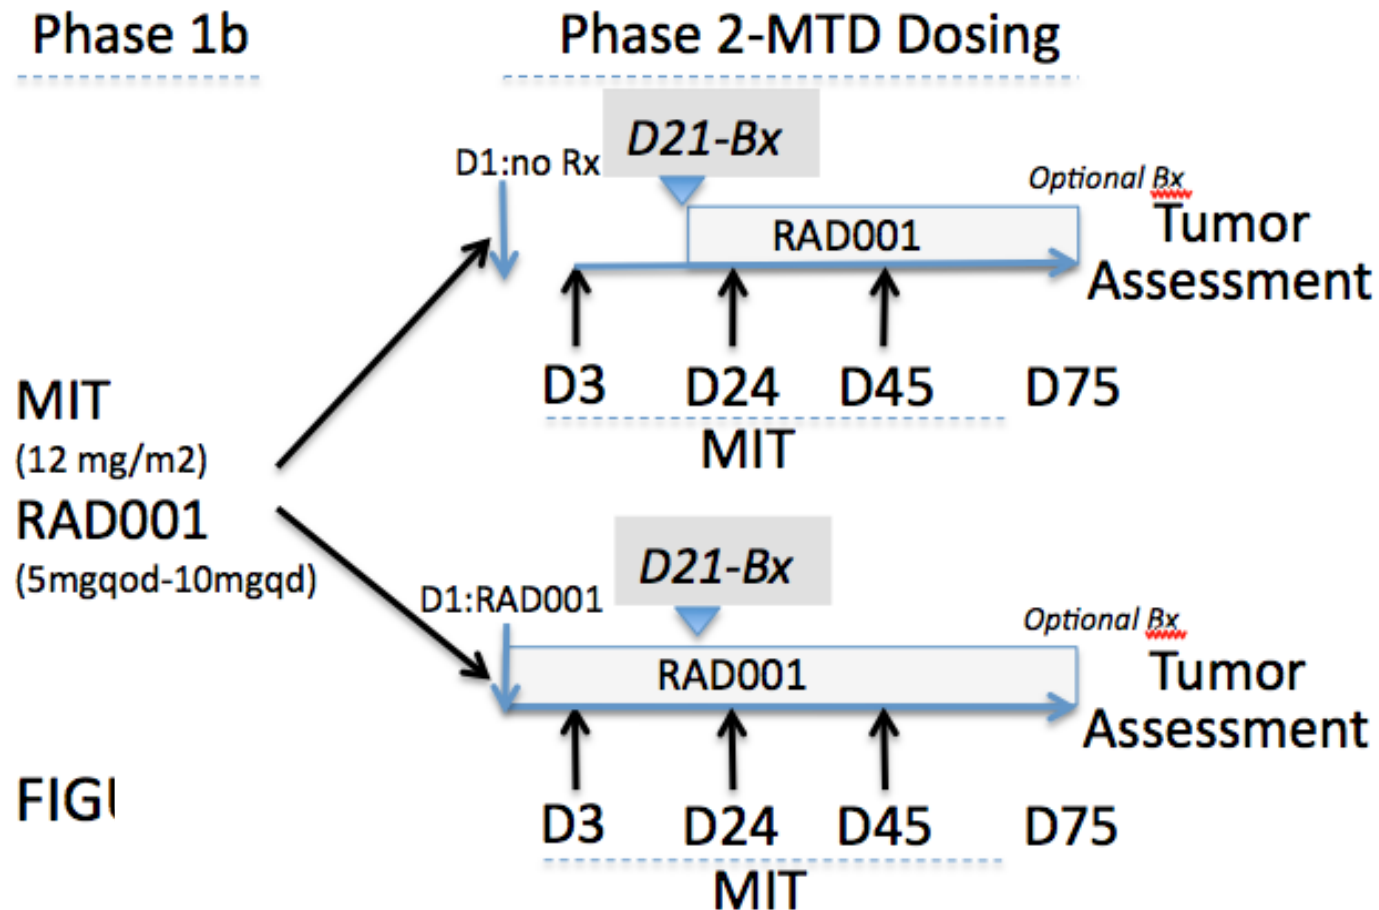 Phase 1b
Phase 2-MTD Dosing
D21-Bx
D1:no Rx
Optional Bx
RAD001
Tumor
Assessment
D3 D24 D45 D75
MIT
MIT
(12 mg/m2)
RAD001
(5mgqod-10mgqd)
D21-Bx
D1:RAD001
Optional Bx
RAD001
Tumor
Assessment
D3 D24 D45 D75
MIT